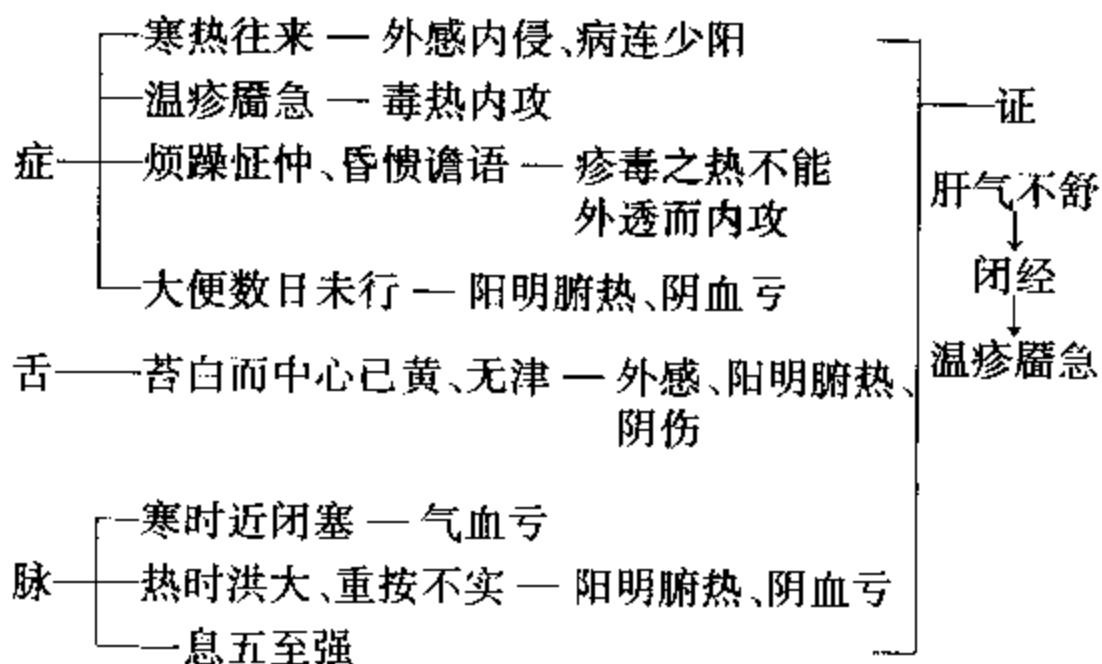 寒热往来 — 外感内侵、病连少阳
温疹靥急 — 毒热内攻
证
症
烦躁怔忡、昏愦谵语 — 疹毒之热不能
外透而内攻
肝气不舒
闭经
大便数日未行 — 阳明腑热、阴血亏
温疹靥急
舌
苔白而中心已黄、无津 — 外感、阳明腑热、
阴伤
寒时近闭塞 — 气血亏
脉
热时洪大、重按不实 — 阳明腑热、阴血亏
一息五至强